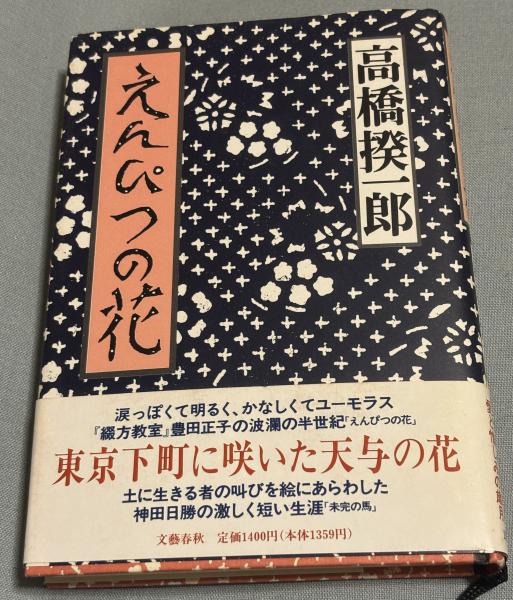 高橋揆一郎
えんぴつの花
涙っぽくて明るく、かなしくてユーモラス
『綴方教室』豊田正子の波瀾の半世紀「えんぴつの花」
東京下町に咲いた天与の花
土に生きる者の叫びを絵にあらわした
神田日勝の激しく短い生涯「未完の馬」
文藝春秋 定価1400円(本体1359円)